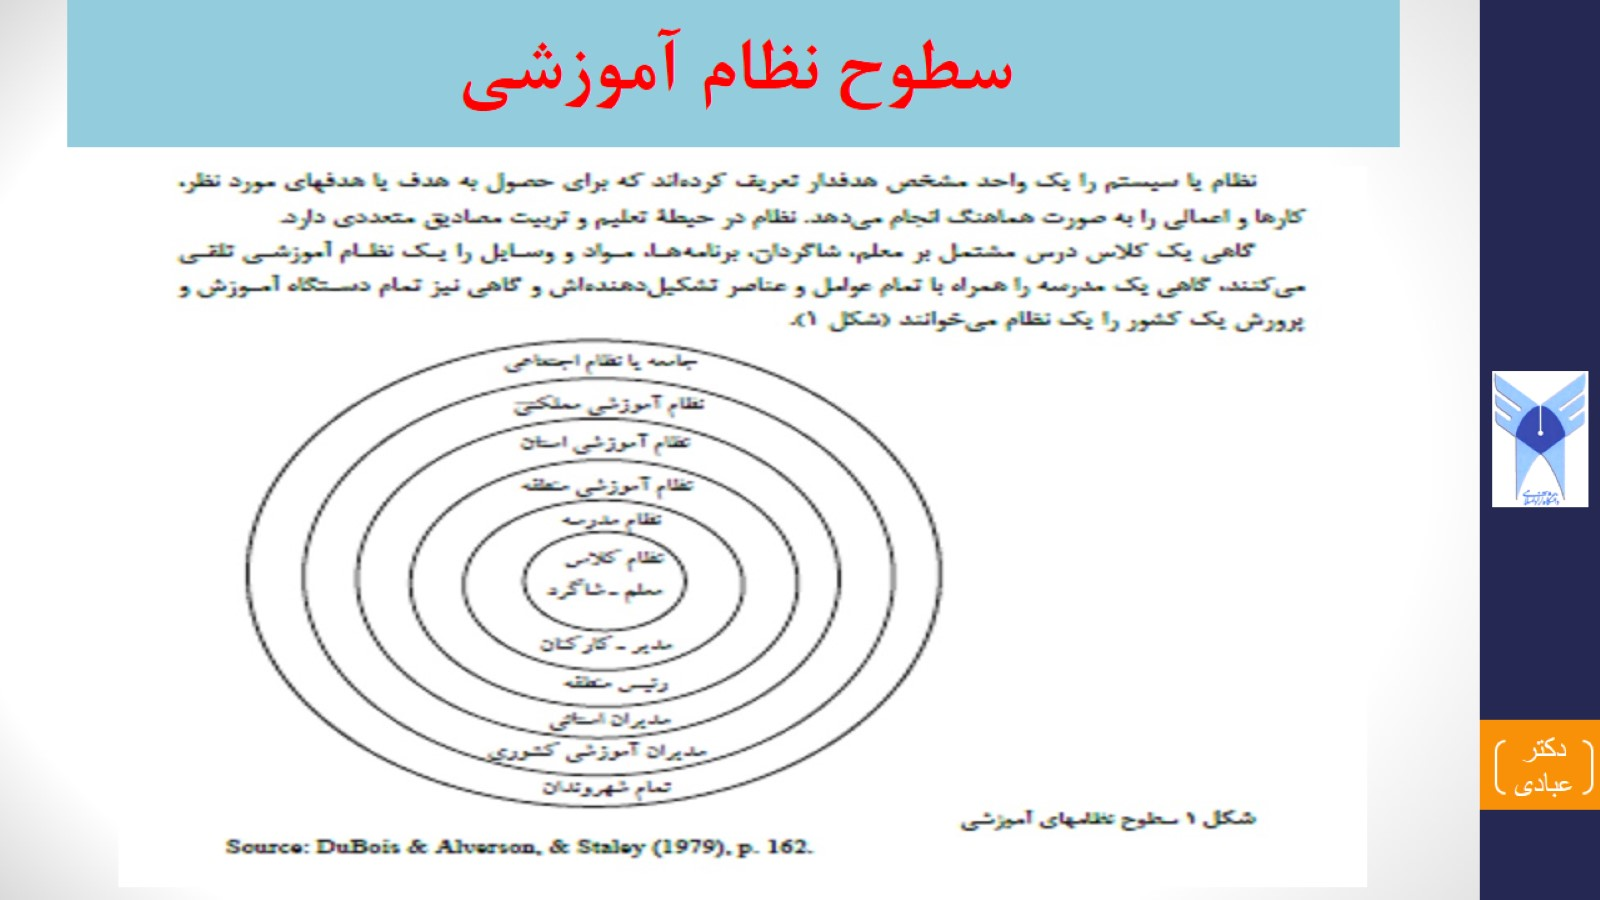 سطوح نظام آموزشی
نظام یا سیستم را یک واحد مشخص هدفدار تعریف کرده‌اند که برای حصول به هدف یا هدفهای مورد نظر،
کارها و اعمالی را به صورت هماهنگ انجام می‌دهد. نظام در حیطهٔ تعلیم و تربیت مصادیق متعددی دارد.
گاهی یک کلاس درس مشتمل بر معلم، شاگردان، برنامه‌ها، مواد و وسایل را یک نظام آموزشی تلقی
می‌کنند، گاهی یک مدرسه را همراه با تمام عوامل و عناصر تشکیل‌دهنده‌اش و گاهی نیز تمام دستگاه آموزش و
پرورش یک کشور را یک نظام می‌خوانند (شکل ۱).
جامعه یا نظام اجتماعی
نظام آموزشی مملکتی
نظام آموزشی استان
نظام آموزشی منطقه
نظام مدرسه
نظام کلاس
معلم ـ شاگرد
مدیر ـ کارکنان
رئیس منطقه
مدیران استانی
مدیران آموزشی کشوری
تمام شهروندان
شکل ۱ سطوح نظامهای آموزشی
Source: DuBois & Alverson, & Staley (1979), p. 162.
دکتر
عبادی